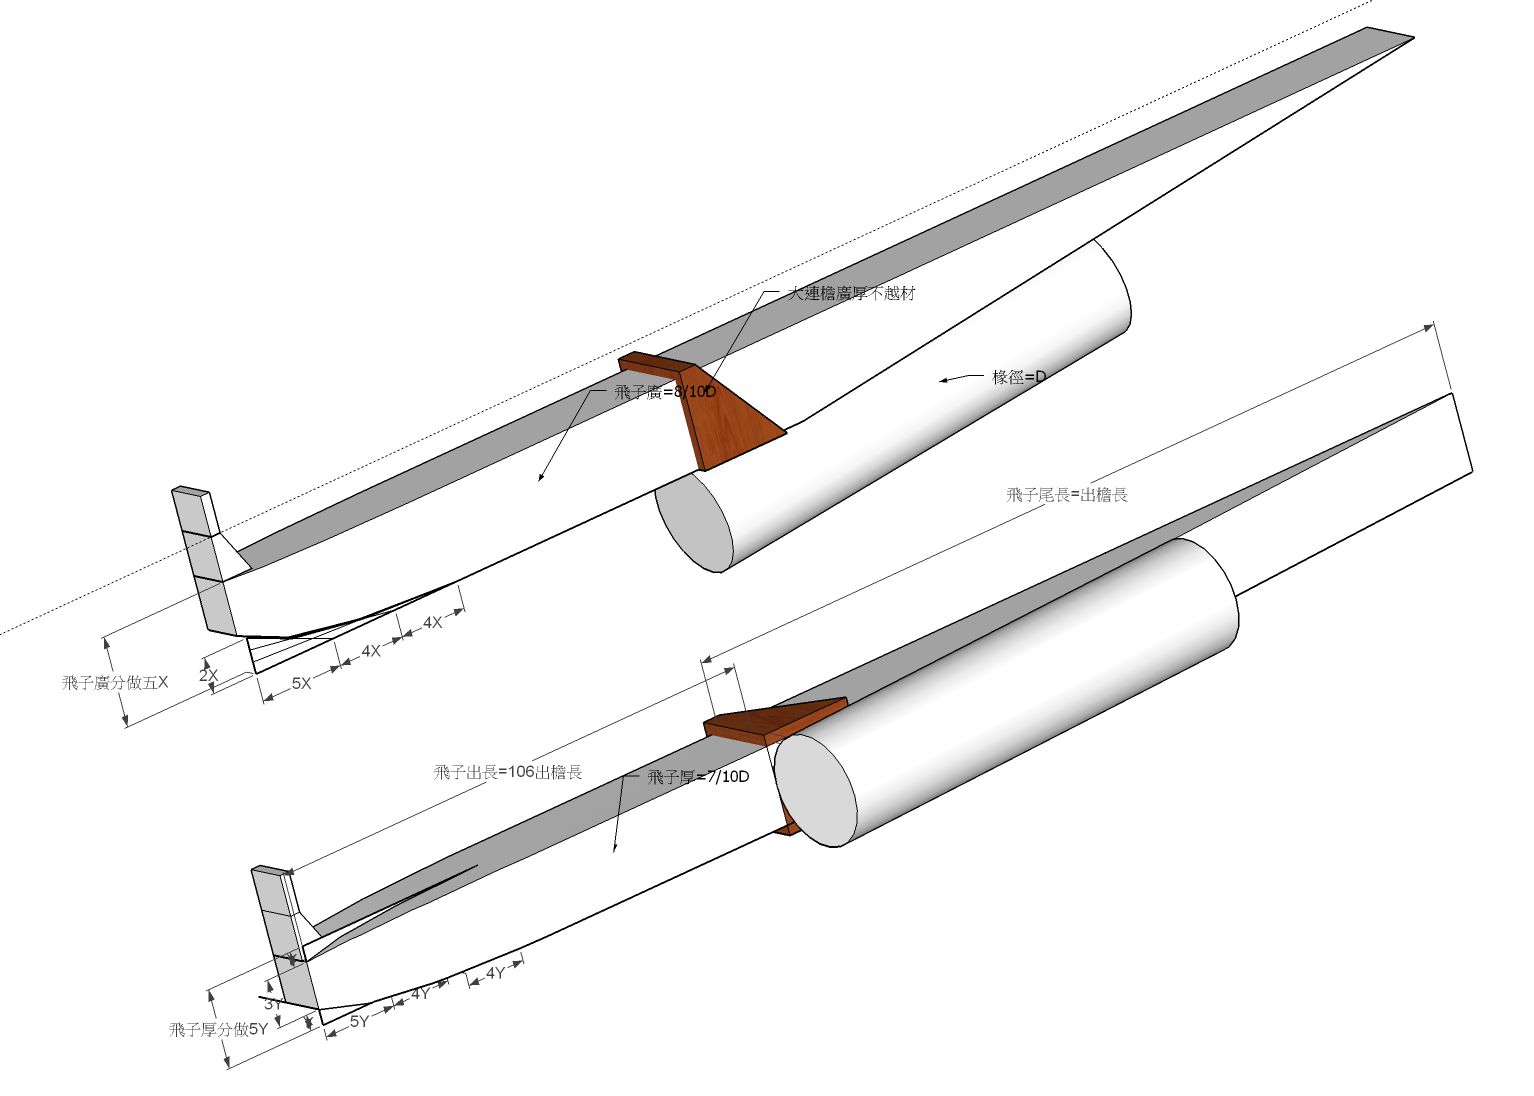 大連檐廣厚不越材
椽徑=D
飛子廣=8/10D
飛子尾長=出檐長
4X
4X
2X
5X
飛子廣分做五X
飛子出長=106出檐長
飛子厚=7/10D
Y
4Y
4Y
3Y
Y
5Y
飛子厚分做5Y